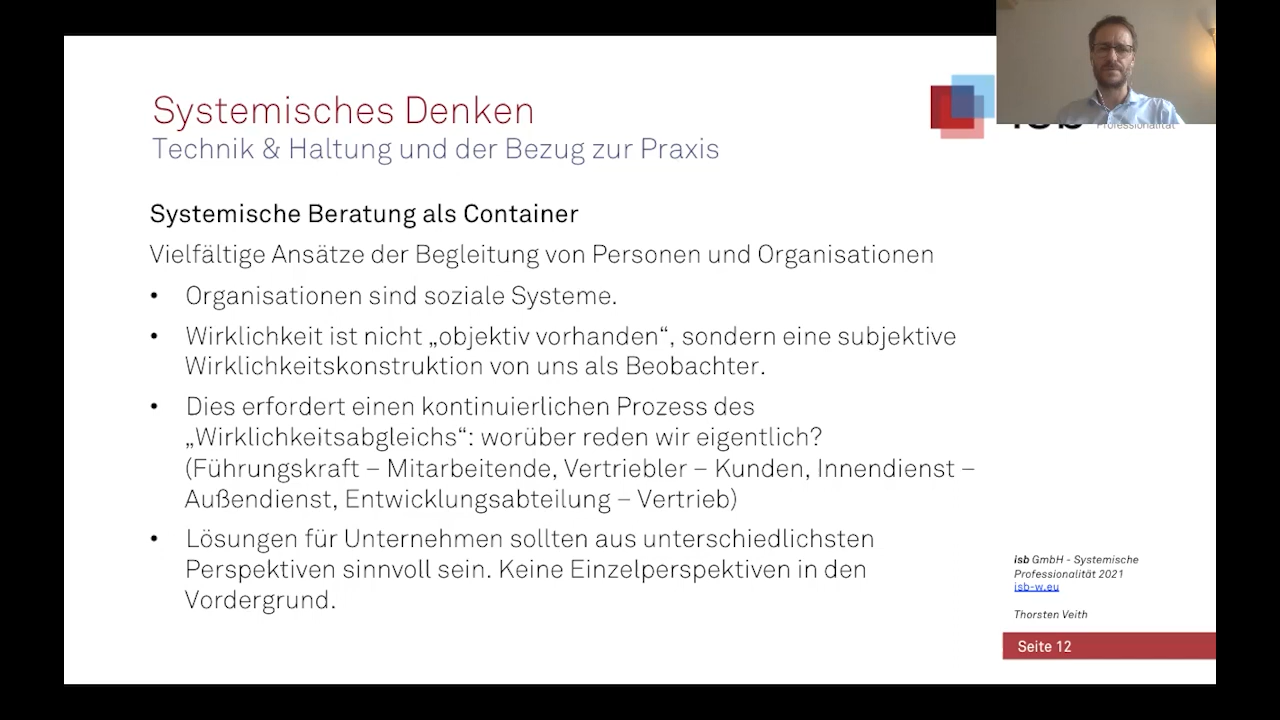 Systemisches Denken
Technik & Haltung und der Bezug zur Praxis
Professionalität
Systemische Beratung als Container
Vielfältige Ansätze der Begleitung von Personen und Organisationen
• Organisationen sind soziale Systeme.
• Wirklichkeit ist nicht „objektiv vorhanden“, sondern eine subjektive
Wirklichkeitskonstruktion von uns als Beobachter.
• Dies erfordert einen kontinuierlichen Prozess des
„Wirklichkeitsabgleichs“: worüber reden wir eigentlich?
(Führungskraft – Mitarbeitende, Vertriebler – Kunden, Innendienst –
Außendienst, Entwicklungsabteilung – Vertrieb)
• Lösungen für Unternehmen sollten aus unterschiedlichsten
Perspektiven sinnvoll sein. Keine Einzelperspektiven in den
Vordergrund.
isb GmbH - Systemische
Professionalität 2021
isb-w.eu
Thorsten Veith
Seite 12